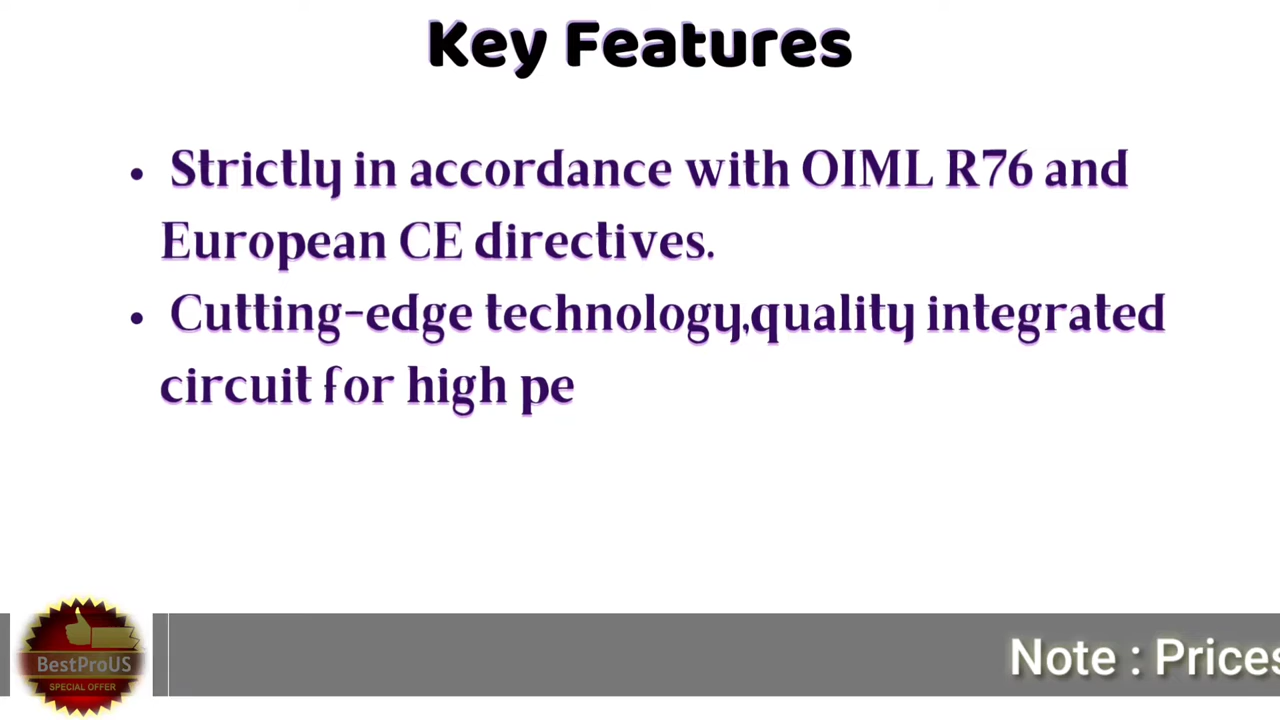 Key Features
• Strictly in accordance with OIML R76 and
European CE directives.
• Cutting-edge technology,quality integrated
circuit for high pe
Note : Prices
BestProUS
SPECIAL OFFER